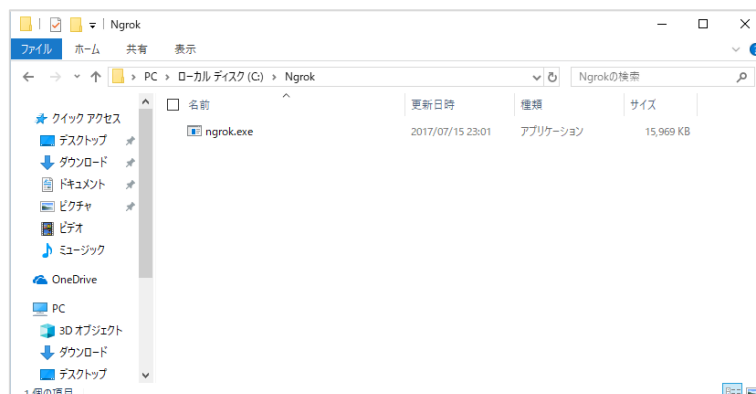 Ngrok
ファイル ホーム 共有 表示
PC ローカル ディスク (C:) Ngrok
Ngrokの検索
名前 更新日時 種類 サイズ
ngrok.exe 2017/07/15 23:01 アプリケーション 15,969 KB
クイック アクセス
デスクトップ
ダウンロード
ドキュメント
ピクチャ
ビデオ
ミュージック
OneDrive
PC
3D オブジェクト
ダウンロード
デスクトップ
1 個の項目